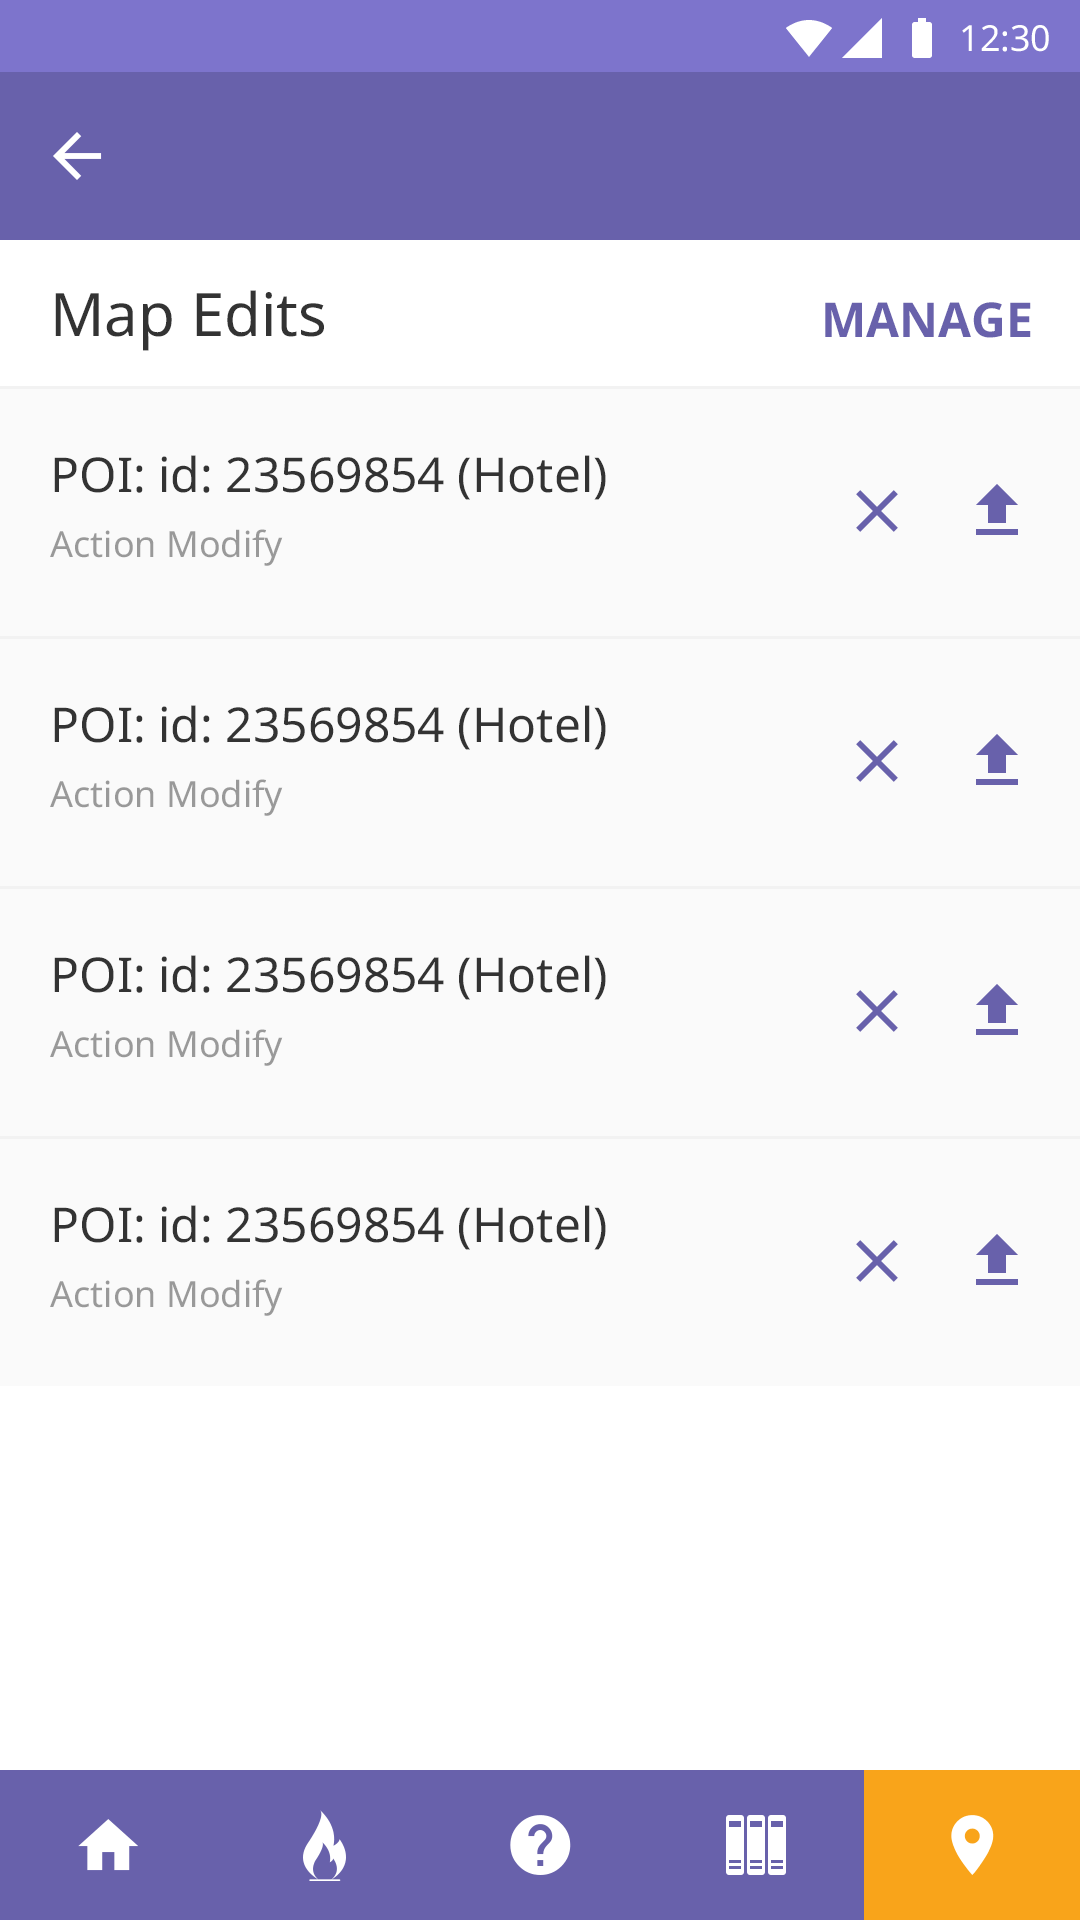 12:30
Map Edits
MANAGE
POI: id: 23569854 (Hotel)
Action Modify
POI: id: 23569854 (Hotel)
Action Modify
POI: id: 23569854 (Hotel)
Action Modify
POI: id: 23569854 (Hotel)
Action Modify